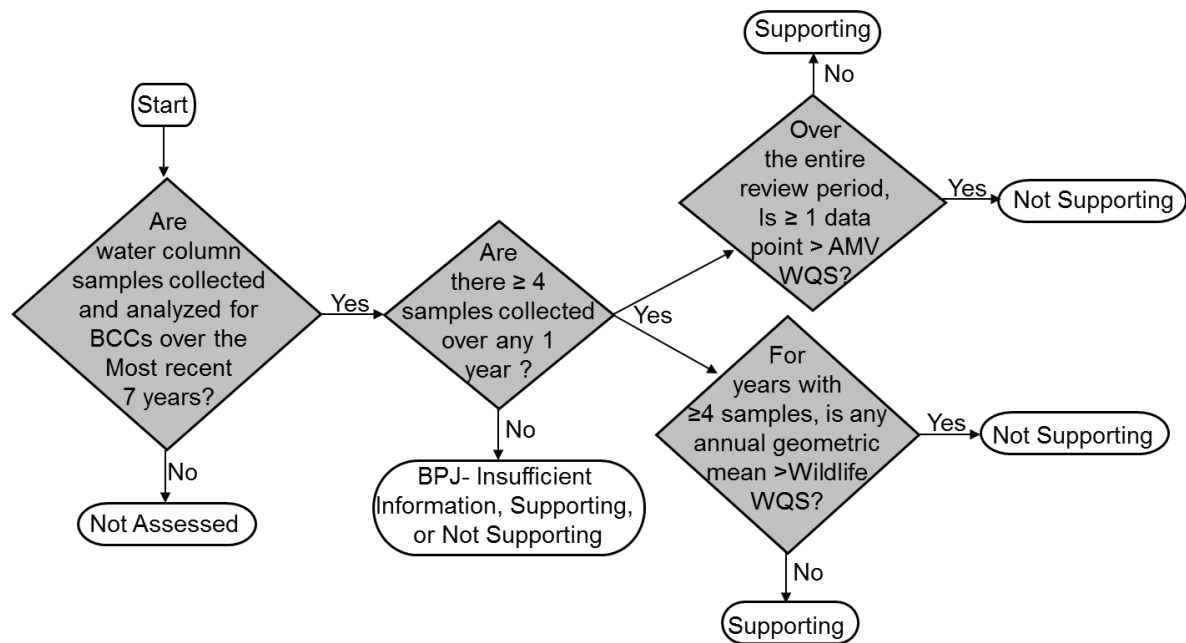 Start
Are
water column
samples collected
and analyzed for
BCCs over the
Most recent
7 years?
No
Not Assessed
Yes
Are
there ≥ 4
samples collected
over any 1
year ?
No
BPJ- Insufficient
Information, Supporting,
or Not Supporting
Yes
Over
the entire
review period,
Is ≥ 1 data
point > AMV
WQS?
No
Supporting
Yes
Not Supporting
For
years with
≥4 samples, is any
annual geometric
mean >Wildlife
WQS?
Yes
Not Supporting
No
Supporting